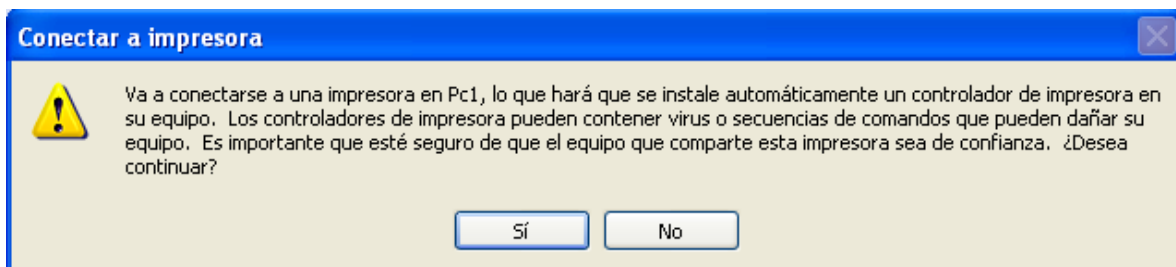 Conectar a impresora
Va a conectarse a una impresora en Pc1, lo que hará que se instale automáticamente un controlador de impresora en
su equipo. Los controladores de impresora pueden contener virus o secuencias de comandos que pueden dañar su
equipo. Es importante que esté seguro de que el equipo que comparte esta impresora sea de confianza. ¿Desea
continuar?
Sí No